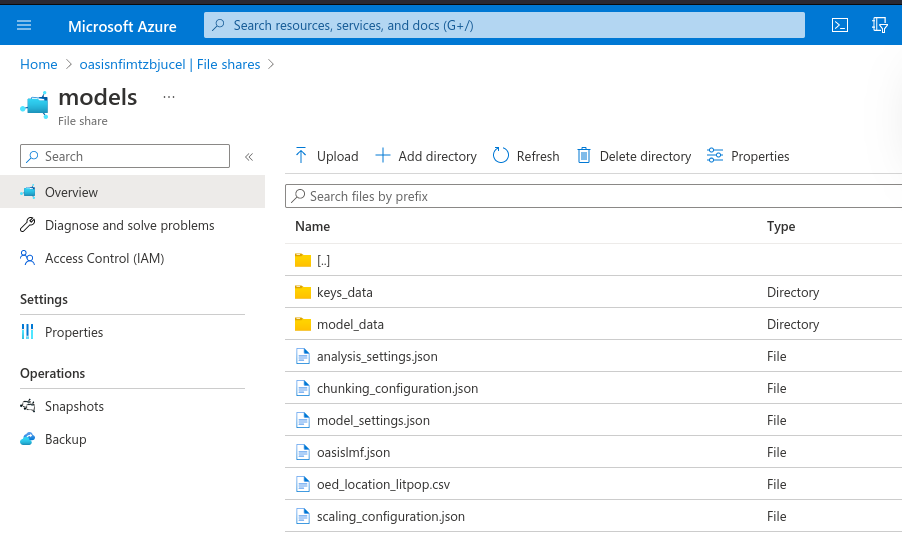 Microsoft Azure
Search resources, services, and docs (G+/)
Home > oasisnfimtzbjucel | File shares >
models ...
File share
Search «
Upload Add directory Refresh Delete directory Properties
Overview
Search files by prefix
Diagnose and solve problems
Name Type
Access Control (IAM)
[..]
Settings
keys_data Directory
Properties
model_data Directory
analysis_settings.json File
Operations
chunking_configuration.json File
Snapshots
model_settings.json File
Backup
oasislmf.json File
oed_location_litpop.csv File
scaling_configuration.json File